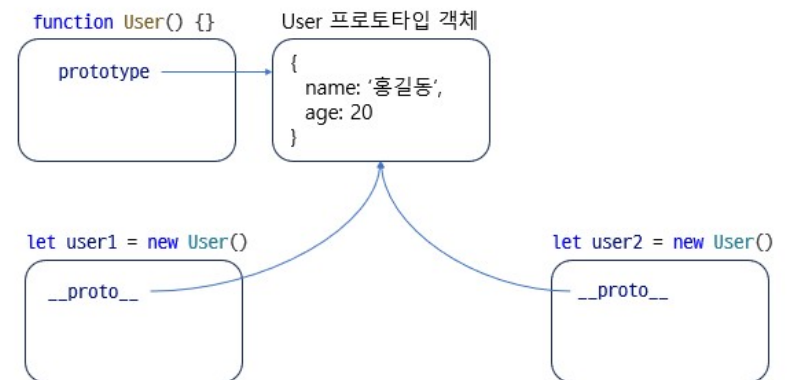 function User() {}
User 프로토타입 객체
prototype
{
name: ‘홍길동’,
age: 20
}
let user1 = new User()
let user2 = new User()
__proto__
__proto__